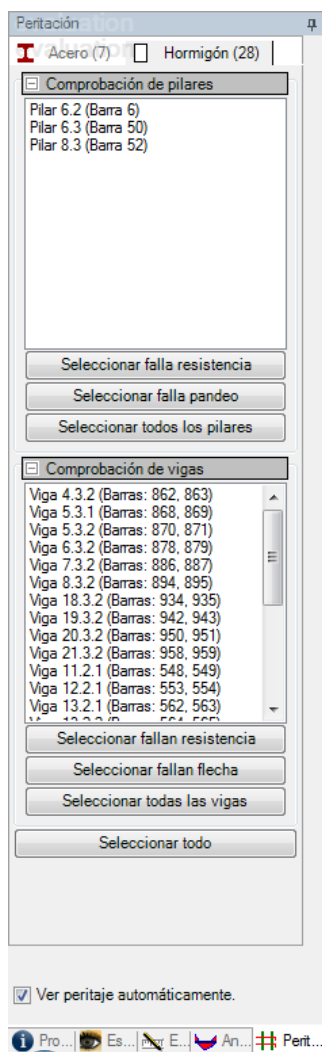 Peritación
Acero (7) Hormigón (28)
Comprobación de pilares
Pilar 6.2 (Barra 6)
Pilar 6.3 (Barra 50)
Pilar 8.3 (Barra 52)
Seleccionar falla resistencia
Seleccionar falla pandeo
Seleccionar todos los pilares
Comprobación de vigas
Viga 4.3.2 (Barras: 862, 863)
Viga 5.3.1 (Barras: 868, 869)
Viga 5.3.2 (Barras: 870, 871)
Viga 6.3.2 (Barras: 878, 879)
Viga 7.3.2 (Barras: 886, 887)
Viga 8.3.2 (Barras: 894, 895)
Viga 18.3.2 (Barras: 934, 935)
Viga 19.3.2 (Barras: 942, 943)
Viga 20.3.2 (Barras: 950, 951)
Viga 21.3.2 (Barras: 958, 959)
Viga 11.2.1 (Barras: 548, 549)
Viga 12.2.1 (Barras: 553, 554)
Viga 13.2.1 (Barras: 562, 563)
Seleccionar fallan resistencia
Seleccionar fallan flecha
Seleccionar todas las vigas
Seleccionar todo
Ver peritaje automáticamente.
Pro... Es... E... An... Perit...